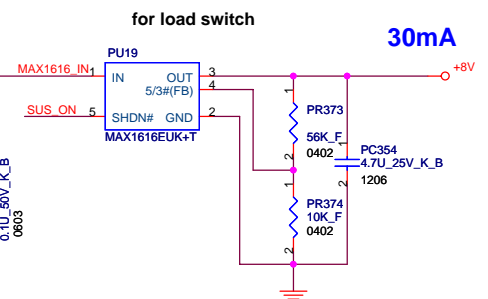 for load switch
30mA
PU19
MAX1616_IN 1 IN OUT 3
+8V
5/3#(FB) 4
SUS_ON 5 SHDN# GND 2
MAX1616EUK+T
1
PR373
56K_F
0402
2
1
PC354
4.7U_25V_K_B
1206
2
1
PR374
10K_F
0402
2
0.1U_50V_K_B
0603